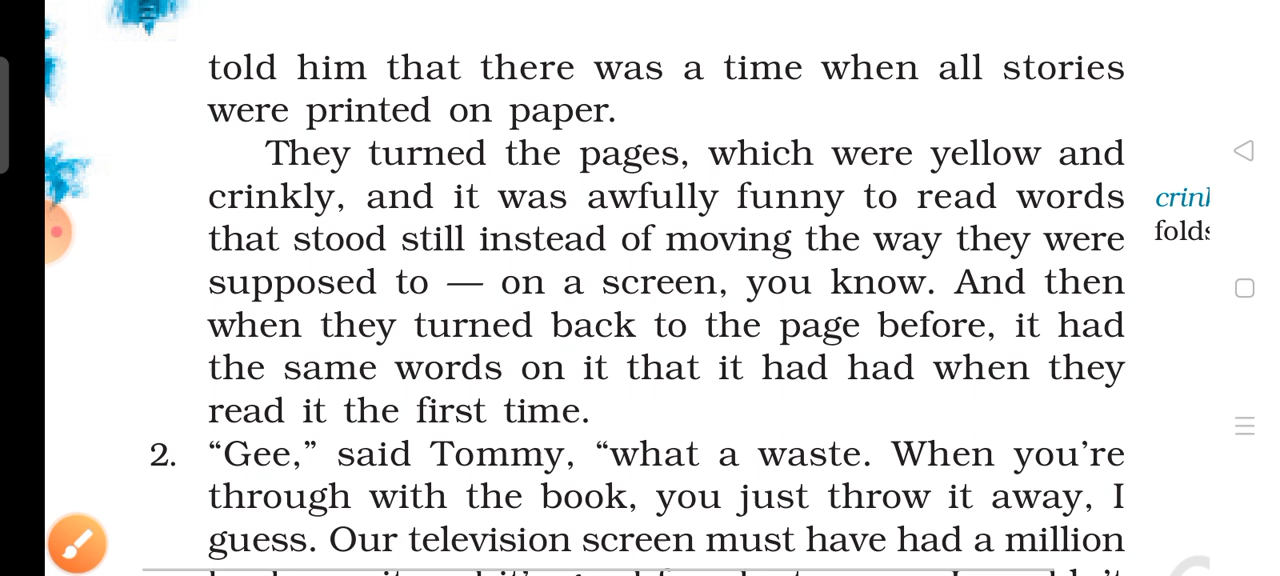 told him that there was a time when all stories
were printed on paper.
They turned the pages, which were yellow and
crinkly, and it was awfully funny to read words
that stood still instead of moving the way they were
supposed to — on a screen, you know. And then
when they turned back to the page before, it had
the same words on it that it had had when they
read it the first time.
2. “Gee,” said Tommy, “what a waste. When you’re
through with the book, you just throw it away, I
guess. Our television screen must have had a million